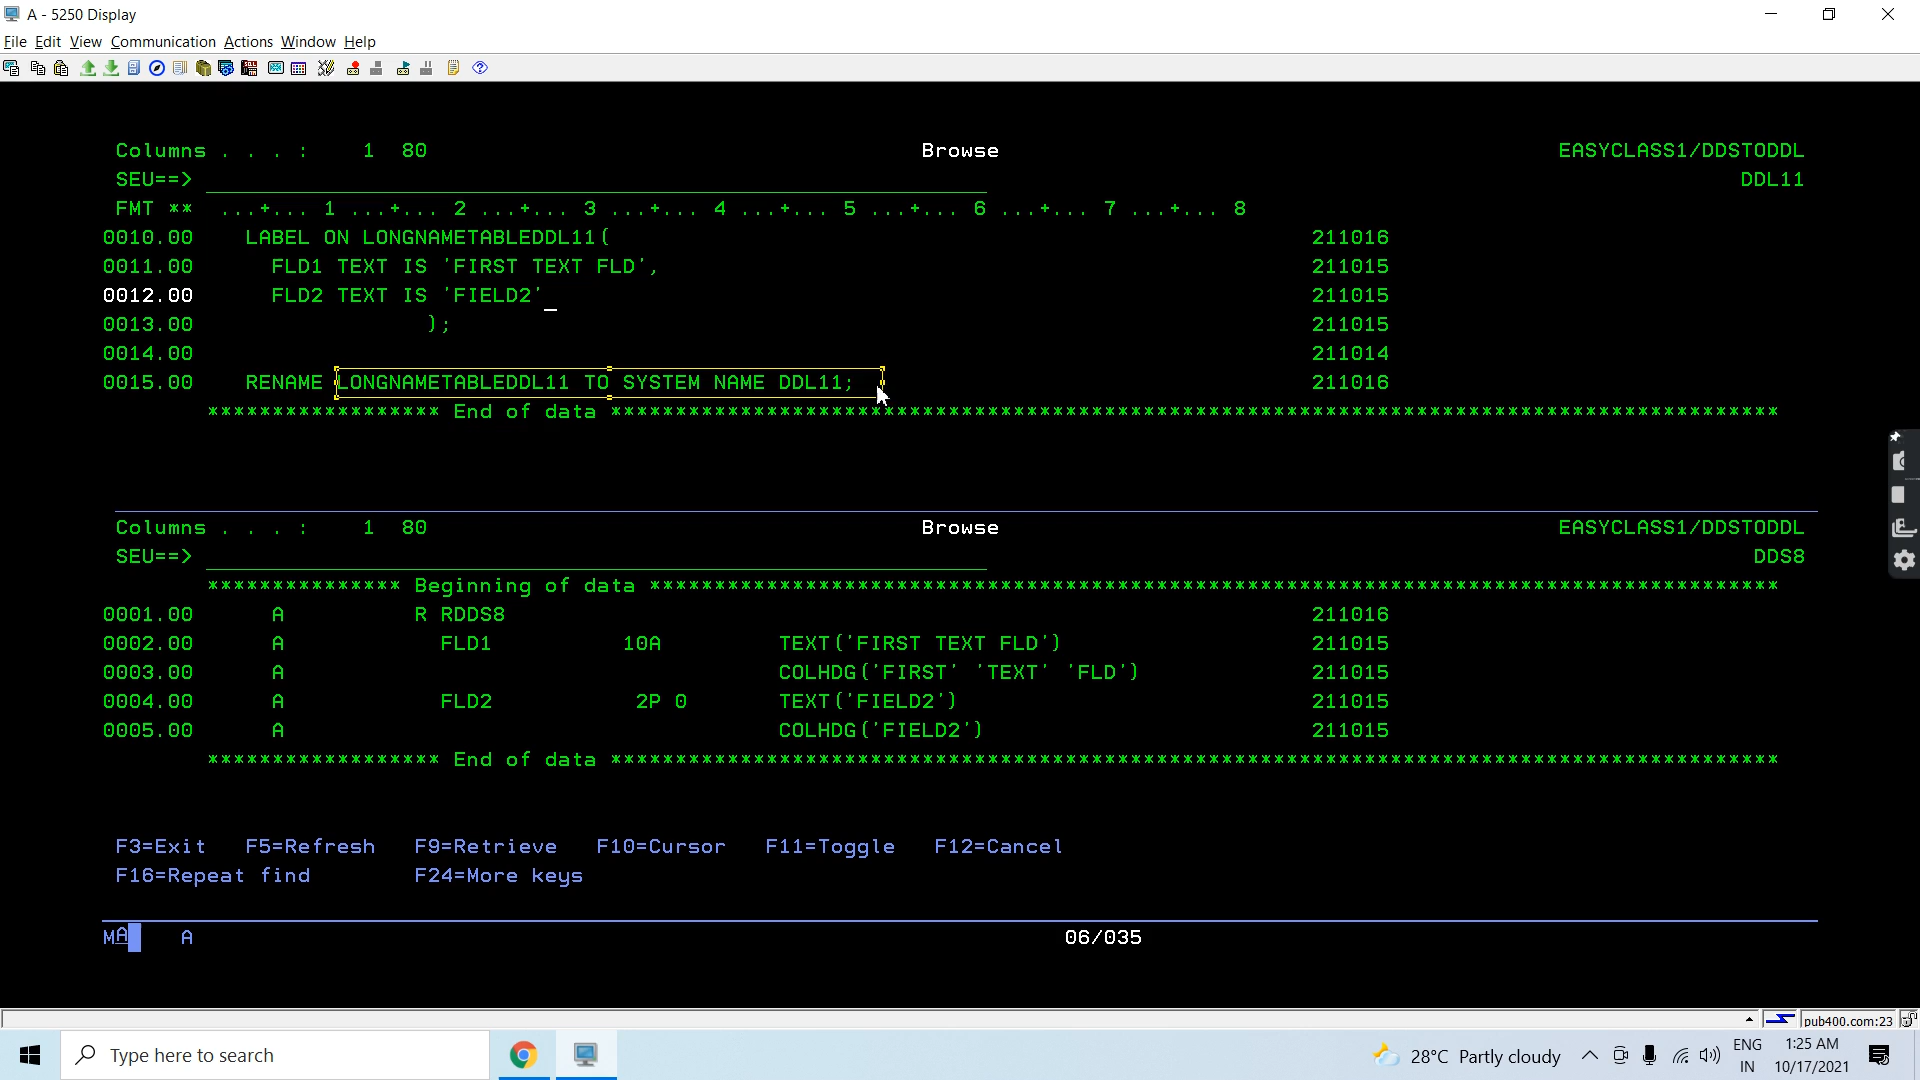 A - 5250 Display
File Edit View Communication Actions Window Help
Columns . . . :    1  80    Browse    EASYCLASS1/DDSTODDL
SEU==>    DDL11
FMT **  ...+... 1 ...+... 2 ...+... 3 ...+... 4 ...+... 5 ...+... 6 ...+... 7 ...+... 8
0010.00    LABEL ON LONGNAMETABLEDDL11(    211016
0011.00      FLD1 TEXT IS 'FIRST TEXT FLD',    211015
0012.00      FLD2 TEXT IS 'FIELD2'    211015
0013.00                  );    211015
0014.00    211014
0015.00    RENAME LONGNAMETABLEDDL11 TO SYSTEM NAME DDL11;    211016
****************** End of data ******************************************************************************************
Columns . . . :    1  80    Browse    EASYCLASS1/DDSTODDL
SEU==>    DDS8
*************** Beginning of data ***************************************************************************************
0001.00      A          R RDDS8    211016
0002.00      A            FLD1          10A         TEXT('FIRST TEXT FLD')    211015
0003.00      A                                      COLHDG('FIRST' 'TEXT' 'FLD')    211015
0004.00      A            FLD2           2P 0       TEXT('FIELD2')    211015
0005.00      A                                      COLHDG('FIELD2')    211015
****************** End of data ******************************************************************************************
F3=Exit   F5=Refresh   F9=Retrieve   F10=Cursor   F11=Toggle   F12=Cancel
F16=Repeat find        F24=More keys
MA    A    06/035
pub400.com:23
Type here to search
28°C Partly cloudy
ENG
IN
1:25 AM
10/17/2021